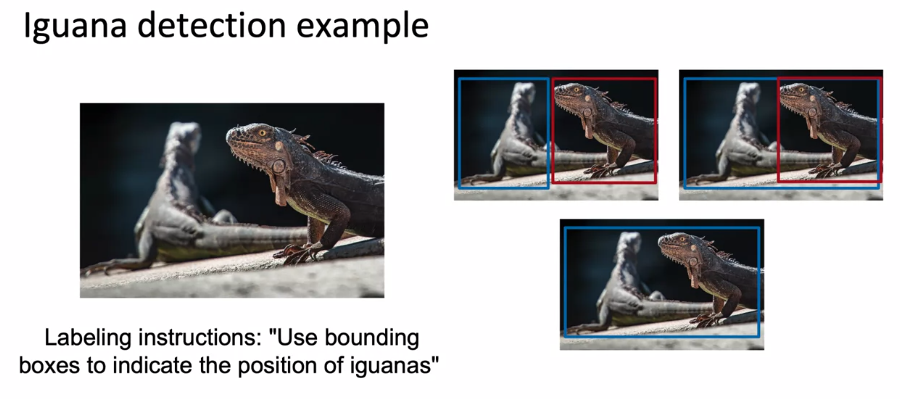 Iguana detection example
Labeling instructions: "Use bounding
boxes to indicate the position of iguanas"